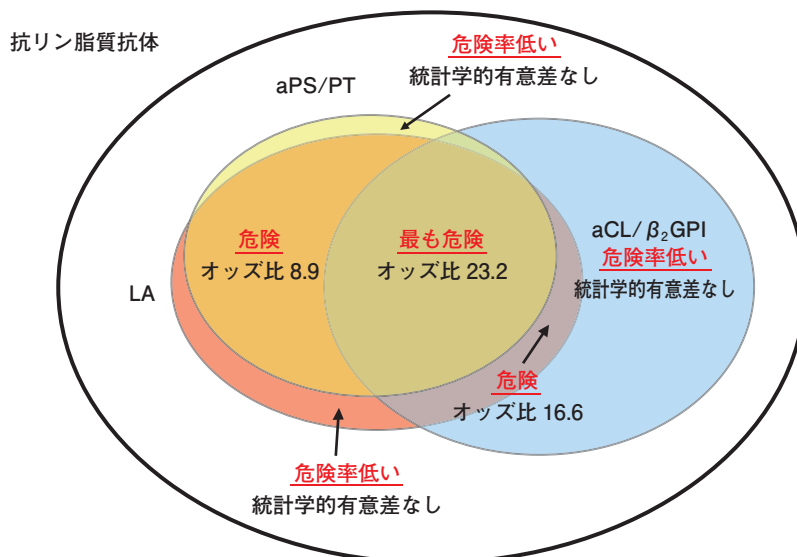 抗リン脂質抗体
危険率低い
統計学的有意差なし
aPS/PT
危険
オッズ比 8.9
最も危険
オッズ比 23.2
aCL/β₂GPI
危険率低い
統計学的有意差なし
LA
危険
オッズ比 16.6
危険率低い
統計学的有意差なし